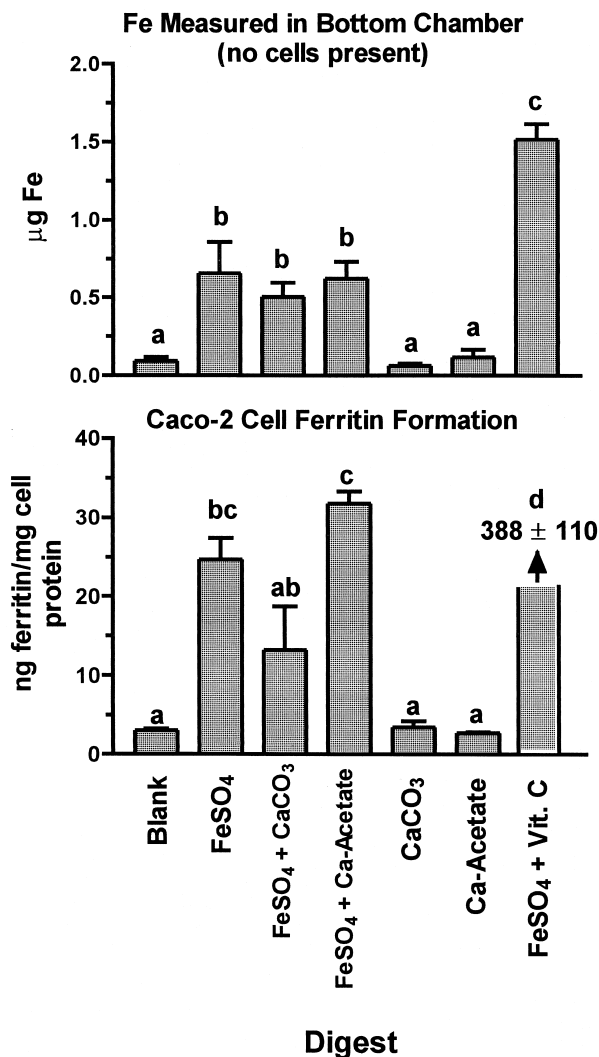 Fe Measured in Bottom Chamber
(no cells present)
2.0
1.5
1.0
0.5
0.0
µg Fe
a
b
b
b
a
a
c
Caco-2 Cell Ferritin Formation
40
30
20
10
0
ng ferritin/mg cell
protein
a
bc
ab
c
a
a
d
388 ± 110
Blank
FeSO4
FeSO4 + CaCO3
FeSO4 + Ca-Acetate
CaCO3
Ca-Acetate
FeSO4 + Vit. C
Digest